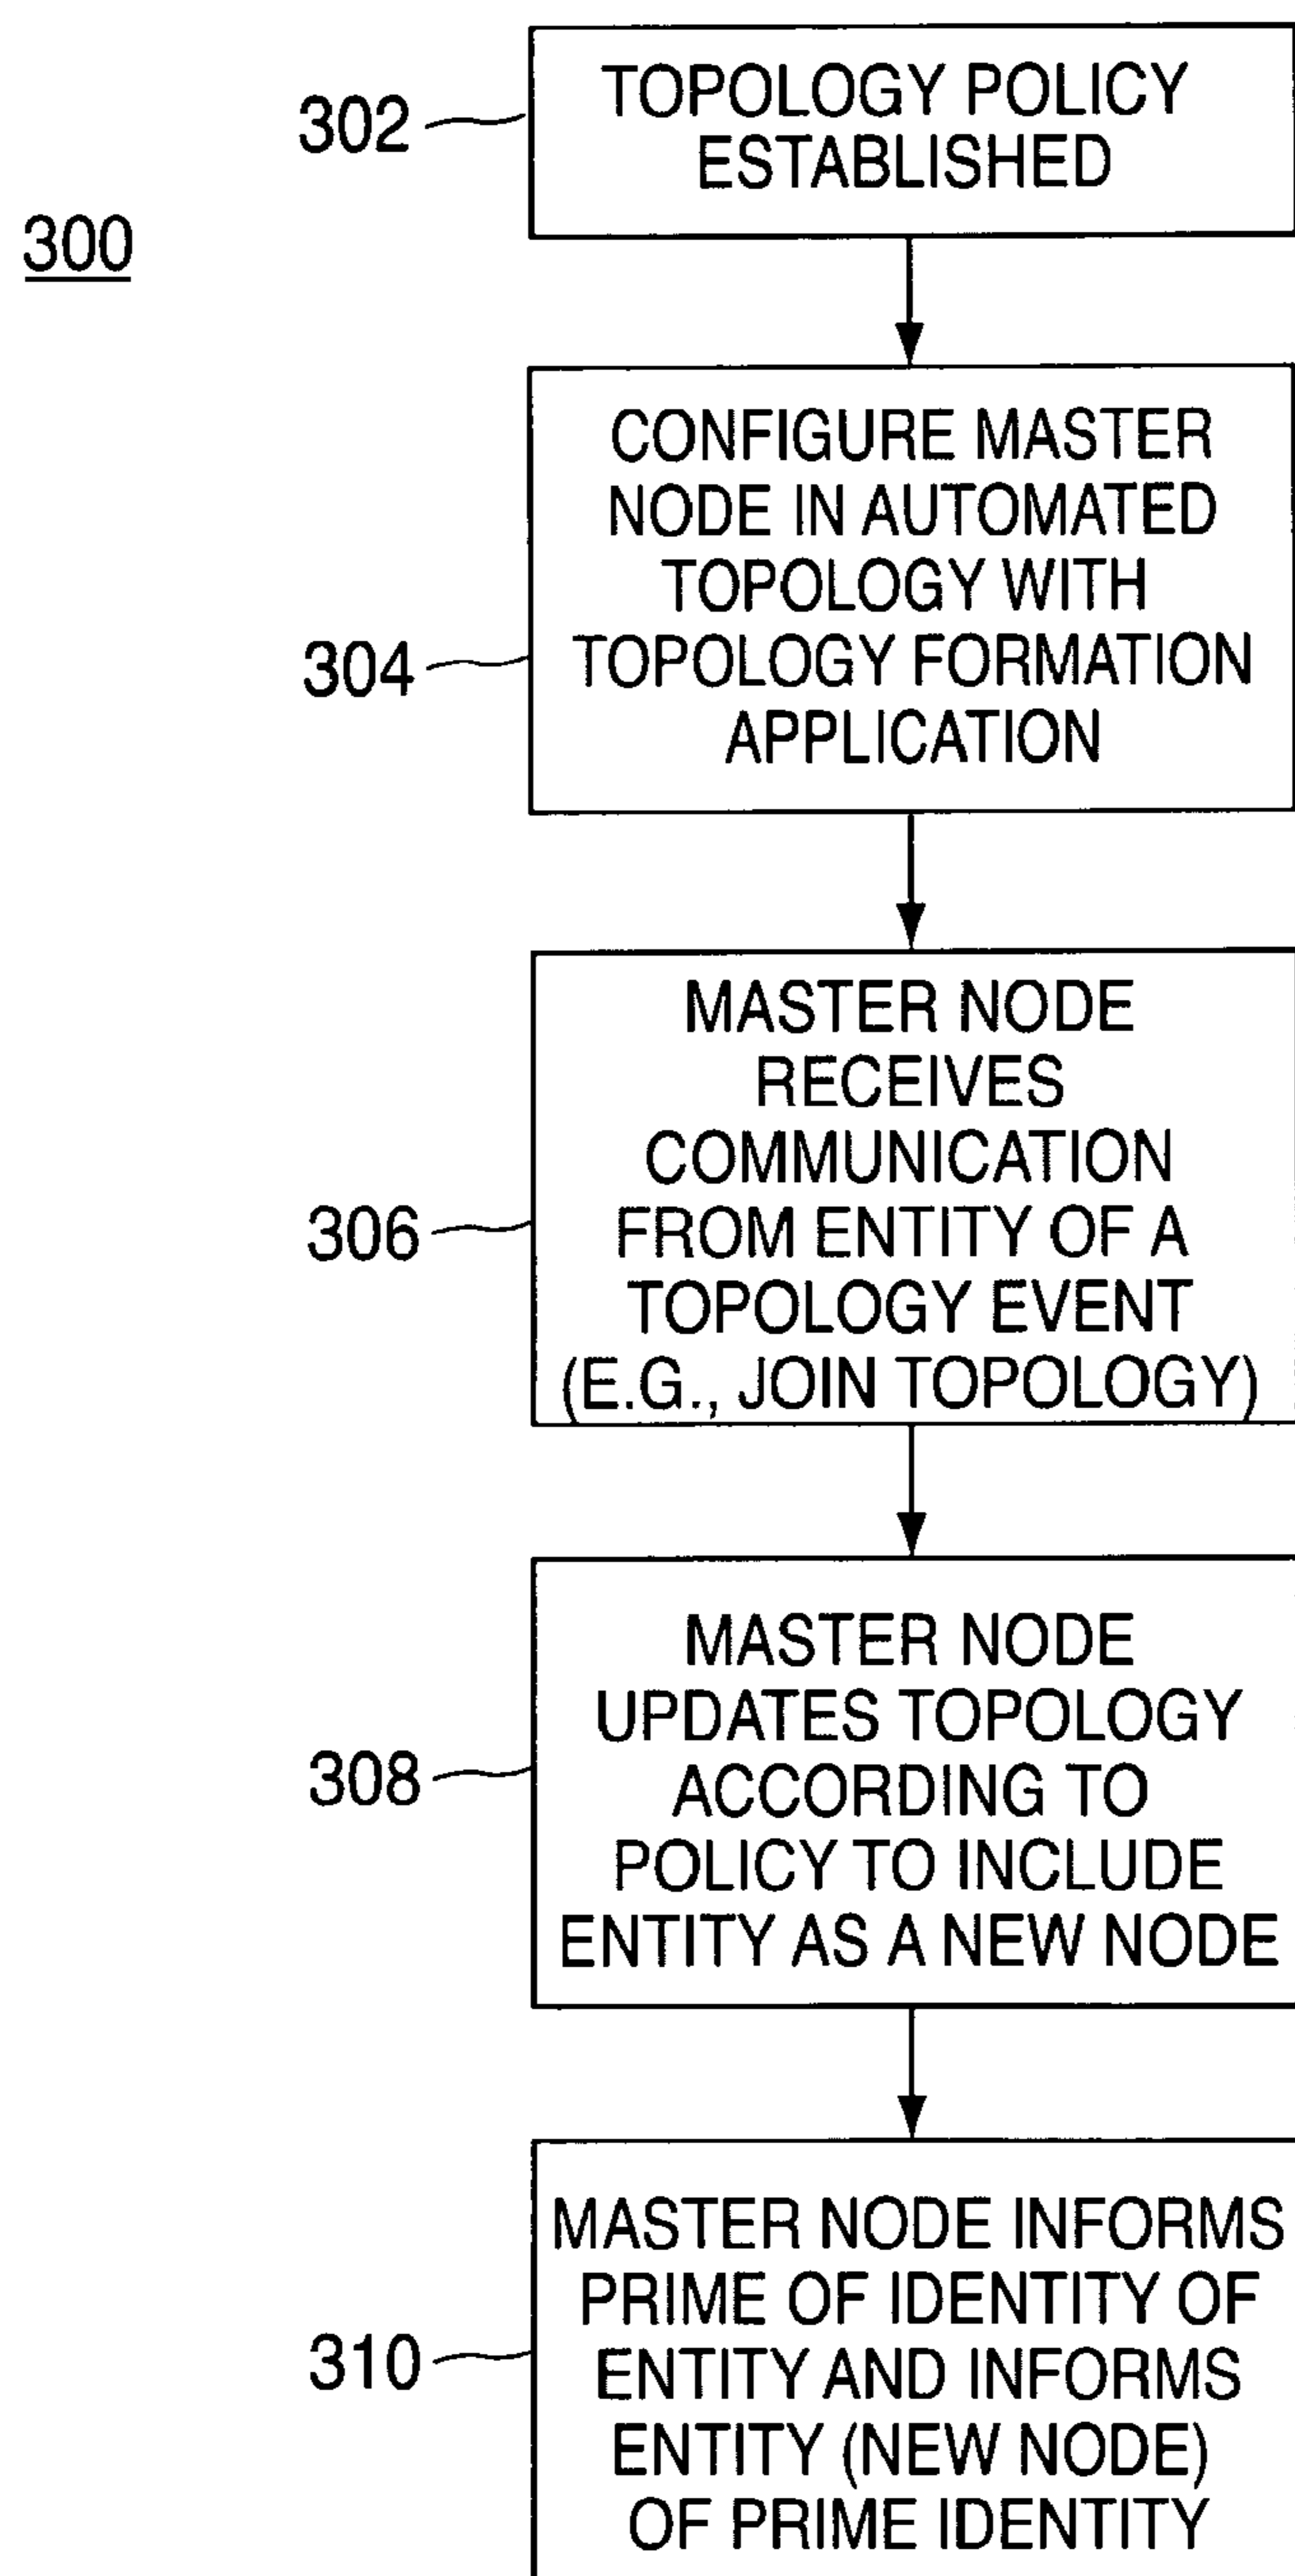 302
TOPOLOGY POLICY
ESTABLISHED
300
304
CONFIGURE MASTER
NODE IN AUTOMATED
TOPOLOGY WITH
TOPOLOGY FORMATION
APPLICATION
306
MASTER NODE
RECEIVES
COMMUNICATION
FROM ENTITY OF A
TOPOLOGY EVENT
(E.G., JOIN TOPOLOGY)
308
MASTER NODE
UPDATES TOPOLOGY
ACCORDING TO
POLICY TO INCLUDE
ENTITY AS A NEW NODE
310
MASTER NODE INFORMS
PRIME OF IDENTITY OF
ENTITY AND INFORMS
ENTITY (NEW NODE)
OF PRIME IDENTITY